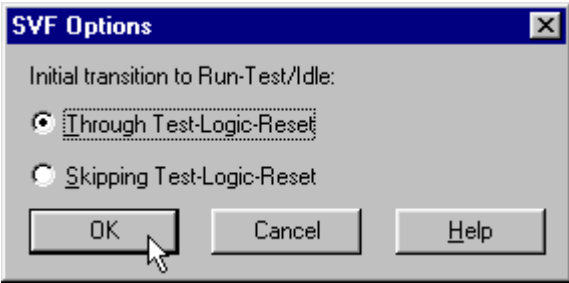 SVF Options
Initial transition to Run-Test/Idle:
Through Test-Logic-Reset
Skipping Test-Logic-Reset
OK Cancel Help